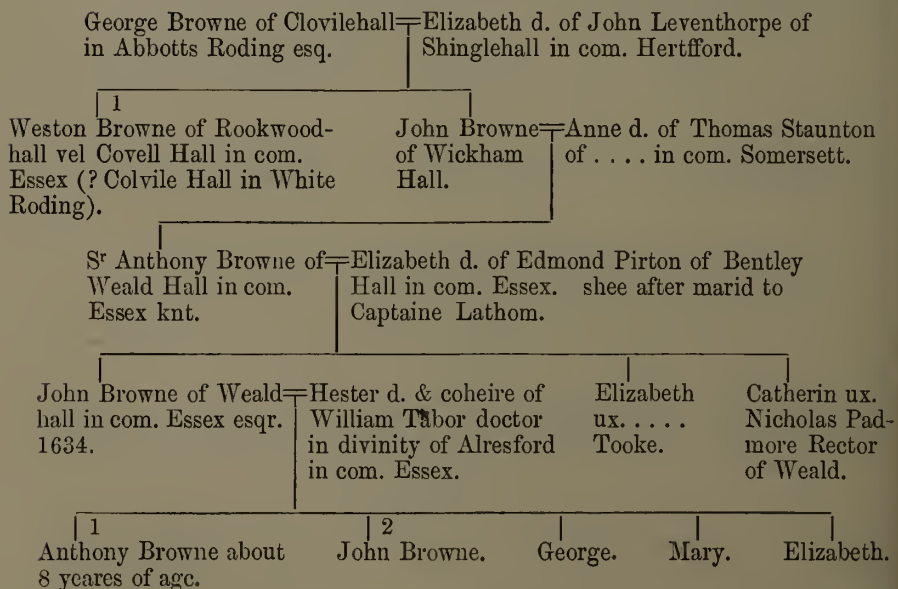 George Browne of Clovilehall Elizabeth d. of John Leventhorpe of
in Abbotts Roding esq. Shinglehall in com. Hertfford.
1
Weston Browne of Rookwood-
hall vel Covell Hall in com.
Essex (? Colvile Hall in White
Roding).
John Browne
of Wickham
Hall.
Anne d. of Thomas Staunton
of . . . . in com. Somersett.
Sr Anthony Browne of
Weald Hall in com.
Essex knt.
Elizabeth d. of Edmond Pirton of Bentley
Hall in com. Essex. shee after marid to
Captaine Lathom.
John Browne of Weald
hall in com. Essex esqr.
1634.
Hester d. & coheire of
William Tabor doctor
in divinity of Alresford
in com. Essex.
Elizabeth
ux. . . . .
Tooke.
Catherin ux.
Nicholas Pad-
more Rector
of Weald.
1
Anthony Browne about
8 yeares of age.
2
John Browne.
George.
Mary.
Elizabeth.